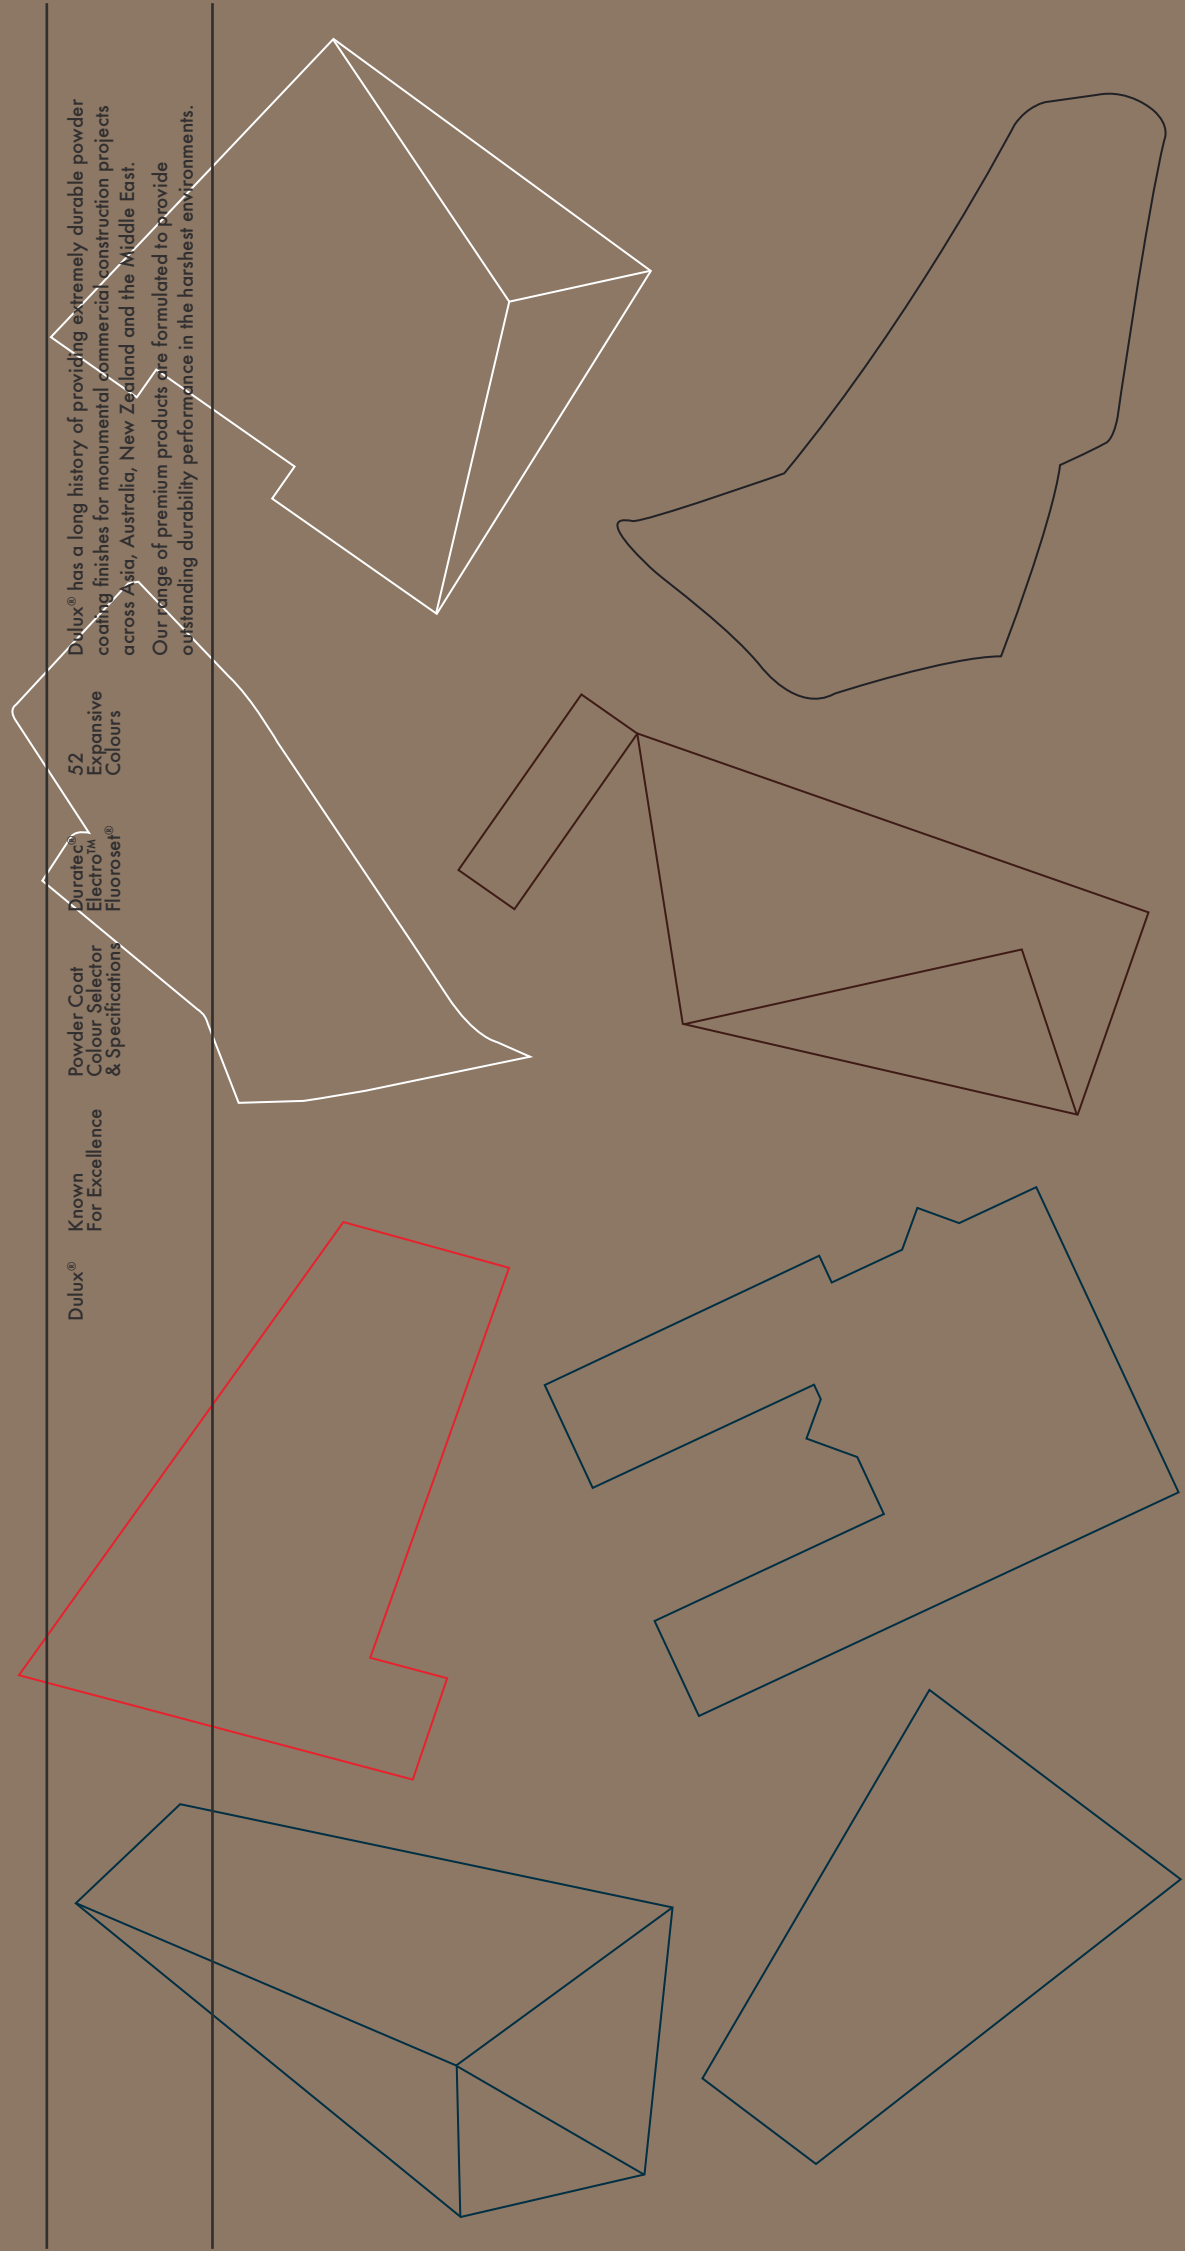 Dulux®
Known
For Excellence
Powder Coat
Colour Selector
& Specifications
Duratec®
Electro™
Fluoroset®
52
Expansive
Colours
Dulux® has a long history of providing extremely durable powder
coating finishes for monumental commercial construction projects
across Asia, Australia, New Zealand and the Middle East.
Our range of premium products are formulated to provide
outstanding durability performance in the harshest environments.